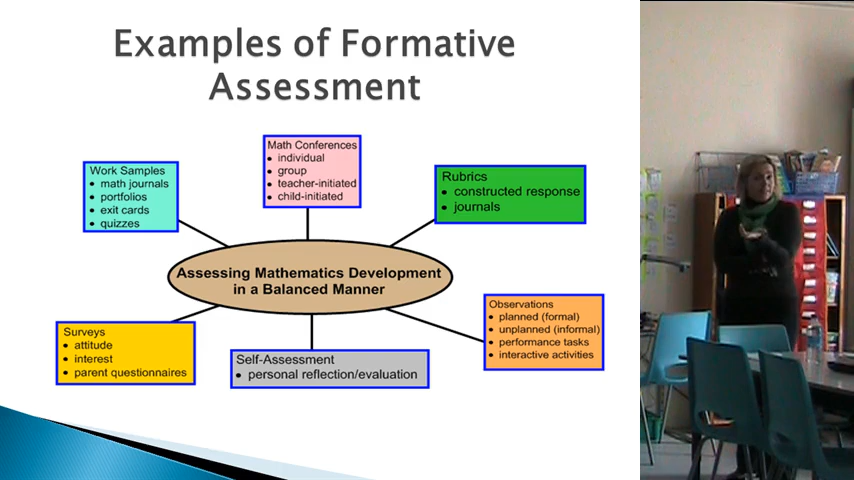 Examples of Formative
Assessment
Math Conferences
• individual
• group
• teacher-initiated
• child-initiated
Work Samples
• math journals
• portfolios
• exit cards
• quizzes
Rubrics
• constructed response
• journals
Assessing Mathematics Development
in a Balanced Manner
Surveys
• attitude
• interest
• parent questionnaires
Self-Assessment
• personal reflection/evaluation
Observations
• planned (formal)
• unplanned (informal)
• performance tasks
• interactive activities